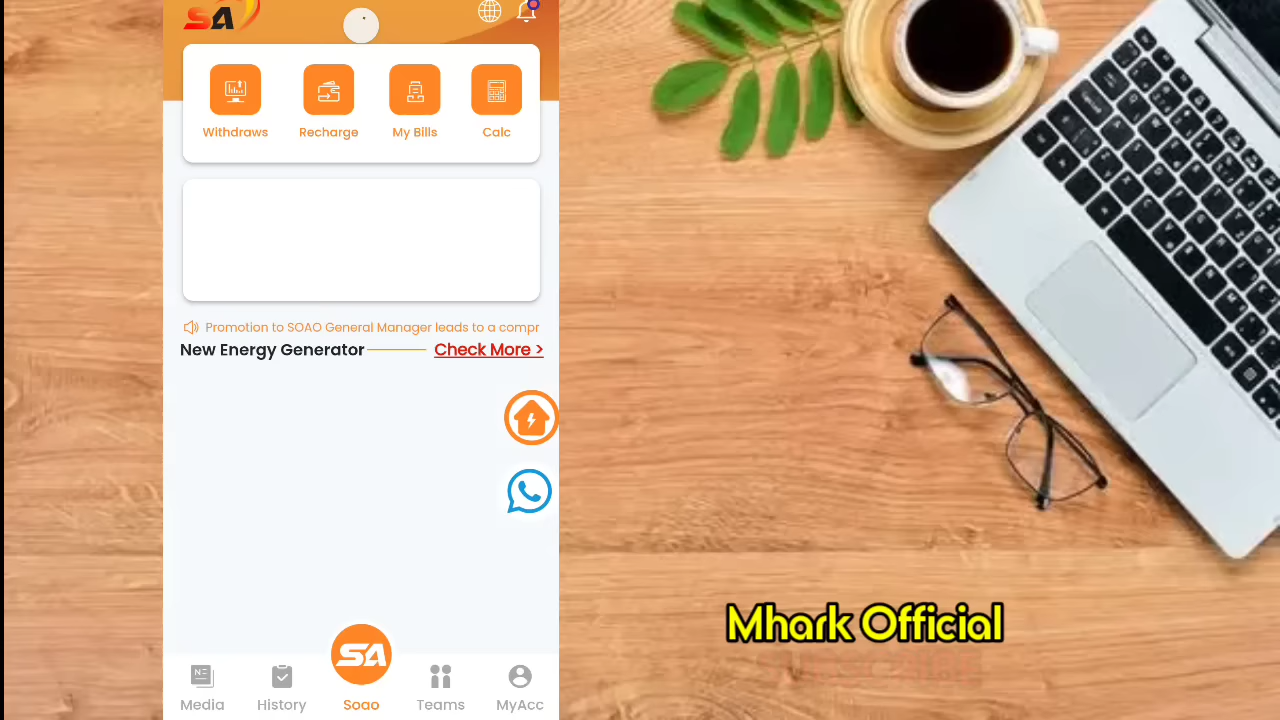 SA
Withdraws
Recharge
My Bills
Calc
Promotion to SOAO General Manager leads to a compr
New Energy Generator
Check More >
SA
Media
History
Soao
Teams
MyAcc
Mhark Official
SUBSCRIBE